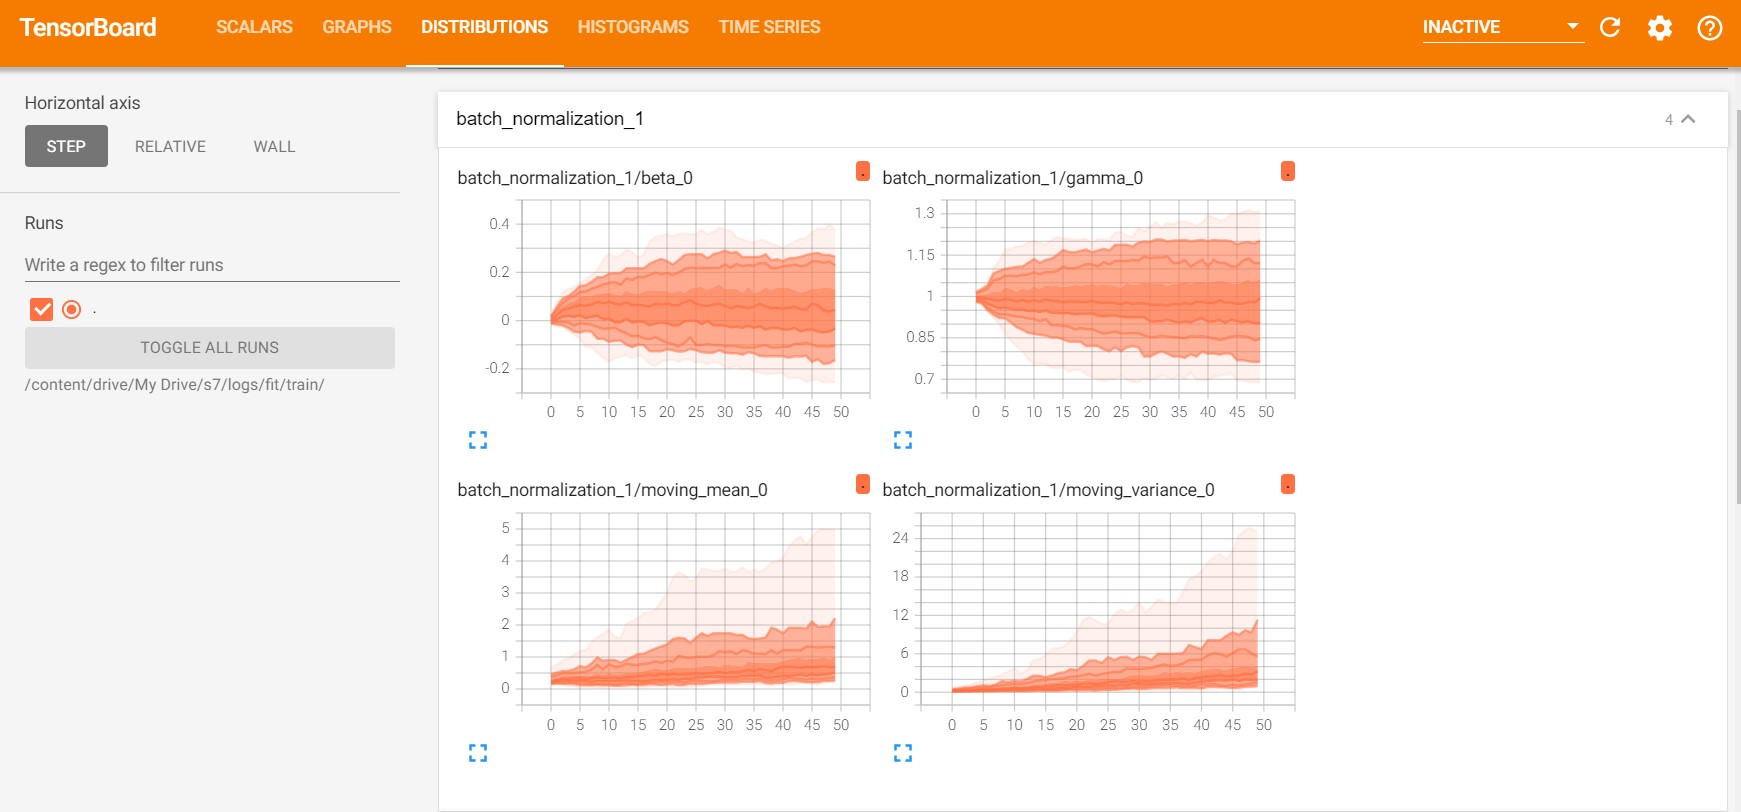 TensorBoard SCALARS GRAPHS DISTRIBUTIONS HISTOGRAMS TIME SERIES INACTIVE
Horizontal axis
STEP RELATIVE WALL
Runs
Write a regex to filter runs
.
TOGGLE ALL RUNS
/content/drive/My Drive/s7/logs/fit/train/
batch_normalization_1 4
batch_normalization_1/beta_0 .
0.4
0.2
0
-0.2
0 5 10 15 20 25 30 35 40 45 50
batch_normalization_1/gamma_0 .
1.3
1.15
1
0.85
0.7
0 5 10 15 20 25 30 35 40 45 50
batch_normalization_1/moving_mean_0 .
5
4
3
2
1
0
0 5 10 15 20 25 30 35 40 45 50
batch_normalization_1/moving_variance_0 .
24
18
12
6
0
0 5 10 15 20 25 30 35 40 45 50